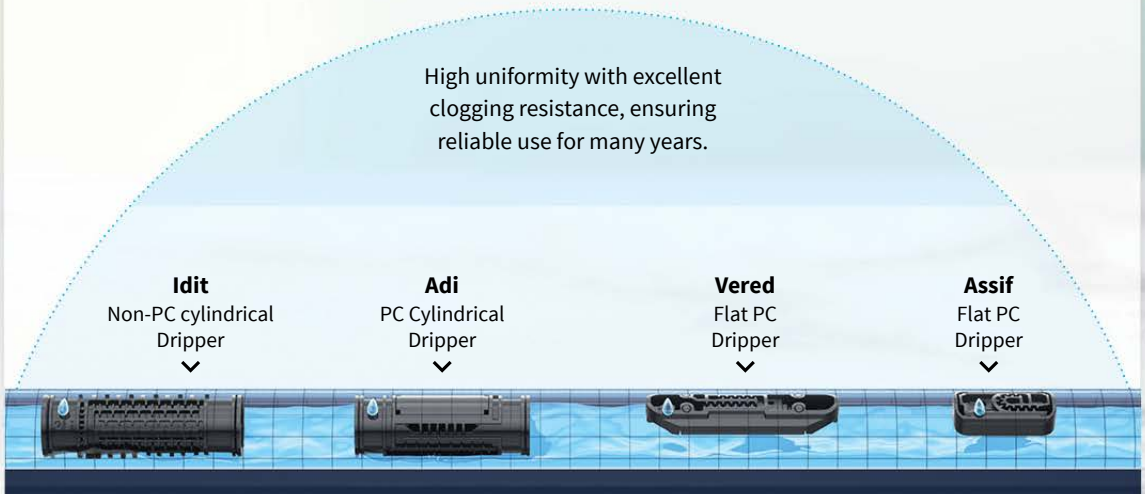 High uniformity with excellent
clogging resistance, ensuring
reliable use for many years.
Idit
Non-PC cylindrical
Dripper
Adi
PC Cylindrical
Dripper
Vered
Flat PC
Dripper
Assif
Flat PC
Dripper